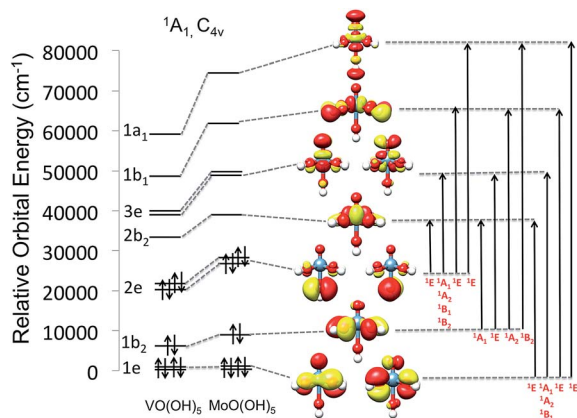 ¹A₁, C₄ᵥ
Relative Orbital Energy (cm⁻¹)
80000
70000
60000
50000
40000
30000
20000
10000
0
1a₁
1b₁
3e
2b₂
2e
1b₂
1e
VO(OH)₅ MoO(OH)₅
¹E ¹A₁ ¹E ¹E
¹A₂
¹B₁
¹B₂
¹A₁ ¹E ¹A₂ ¹B₂
¹E ¹A₁ ¹E ¹E
¹A₂